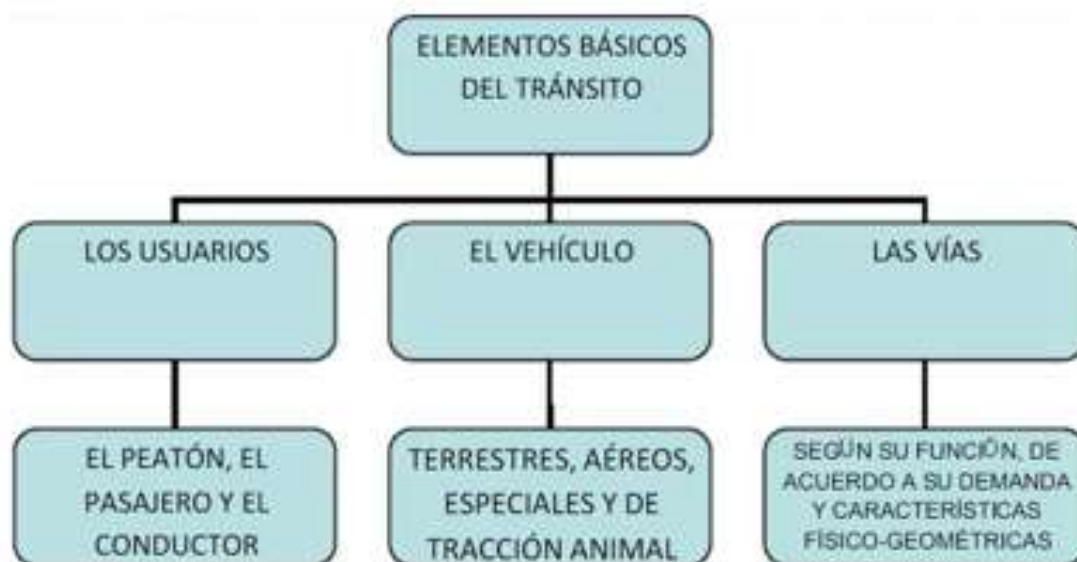 ELEMENTOS BÁSICOS
DEL TRÁNSITO
LOS USUARIOS
EL VEHÍCULO
LAS VÍAS
EL PEATÓN, EL
PASAJERO Y EL
CONDUCTOR
TERRESTRES, AÉREOS,
ESPECIALES Y DE
TRACCIÓN ANIMAL
SEGÚN SU FUNCIÓN, DE
ACUERDO A SU DEMANDA
Y CARACTERÍSTICAS
FÍSICO-GEOMÉTRICAS